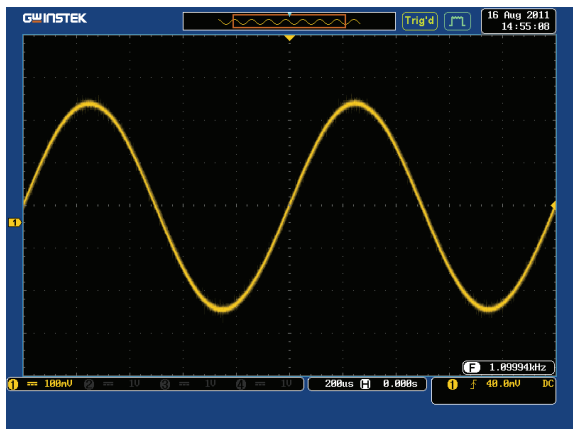 GWINSTEK
Trig'd
16 Aug 2011
14:55:08
1
F 1.09994kHz
1 100mV 2 1V 3 1V 4 1V
200us H 0.000s
1 40.0mV DC